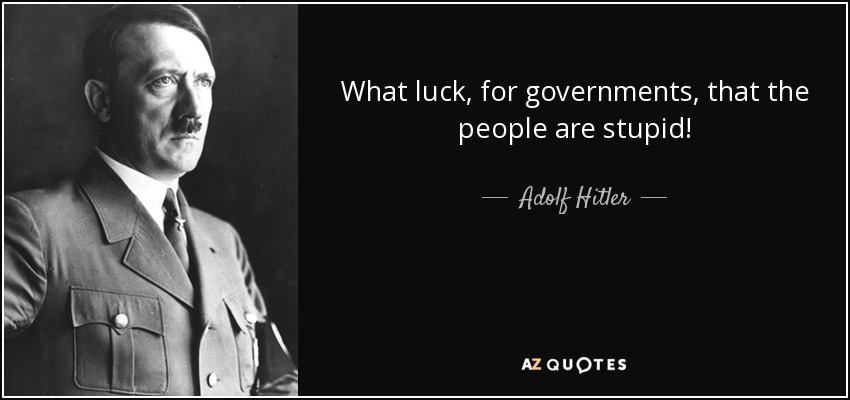 What luck, for governments, that the
people are stupid!
— Adolf Hitler —
AZ QUOTES